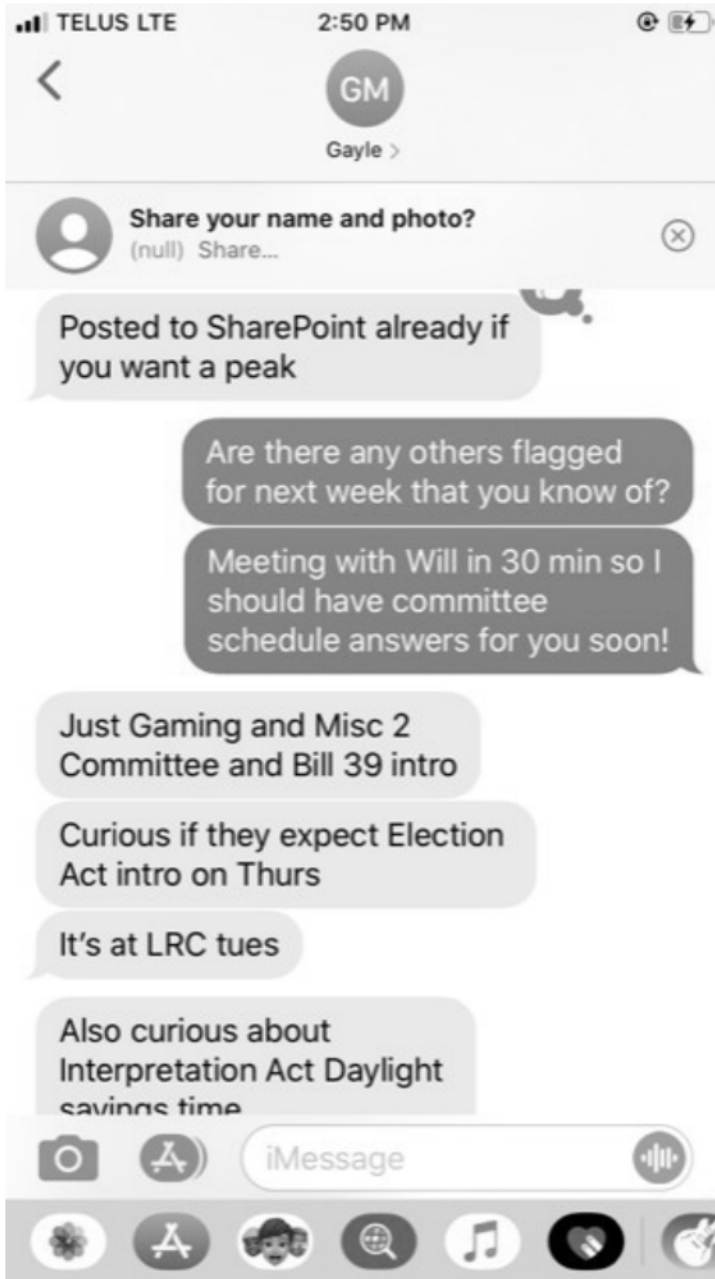 TELUS LTE 2:50 PM
GM
Gayle >
Share your name and photo?
(null) Share...
Posted to SharePoint already if
you want a peak
Are there any others flagged
for next week that you know of?
Meeting with Will in 30 min so I
should have committee
schedule answers for you soon!
Just Gaming and Misc 2
Committee and Bill 39 intro
Curious if they expect Election
Act intro on Thurs
It's at LRC tues
Also curious about
Interpretation Act Daylight
savings time
iMessage